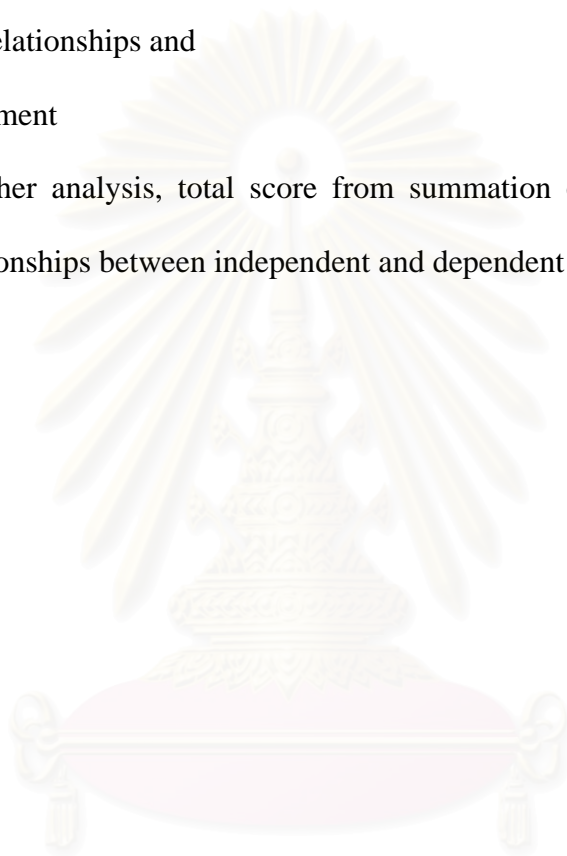 elationships and
ment
her analysis, total score from summation
onships between independent and dependent